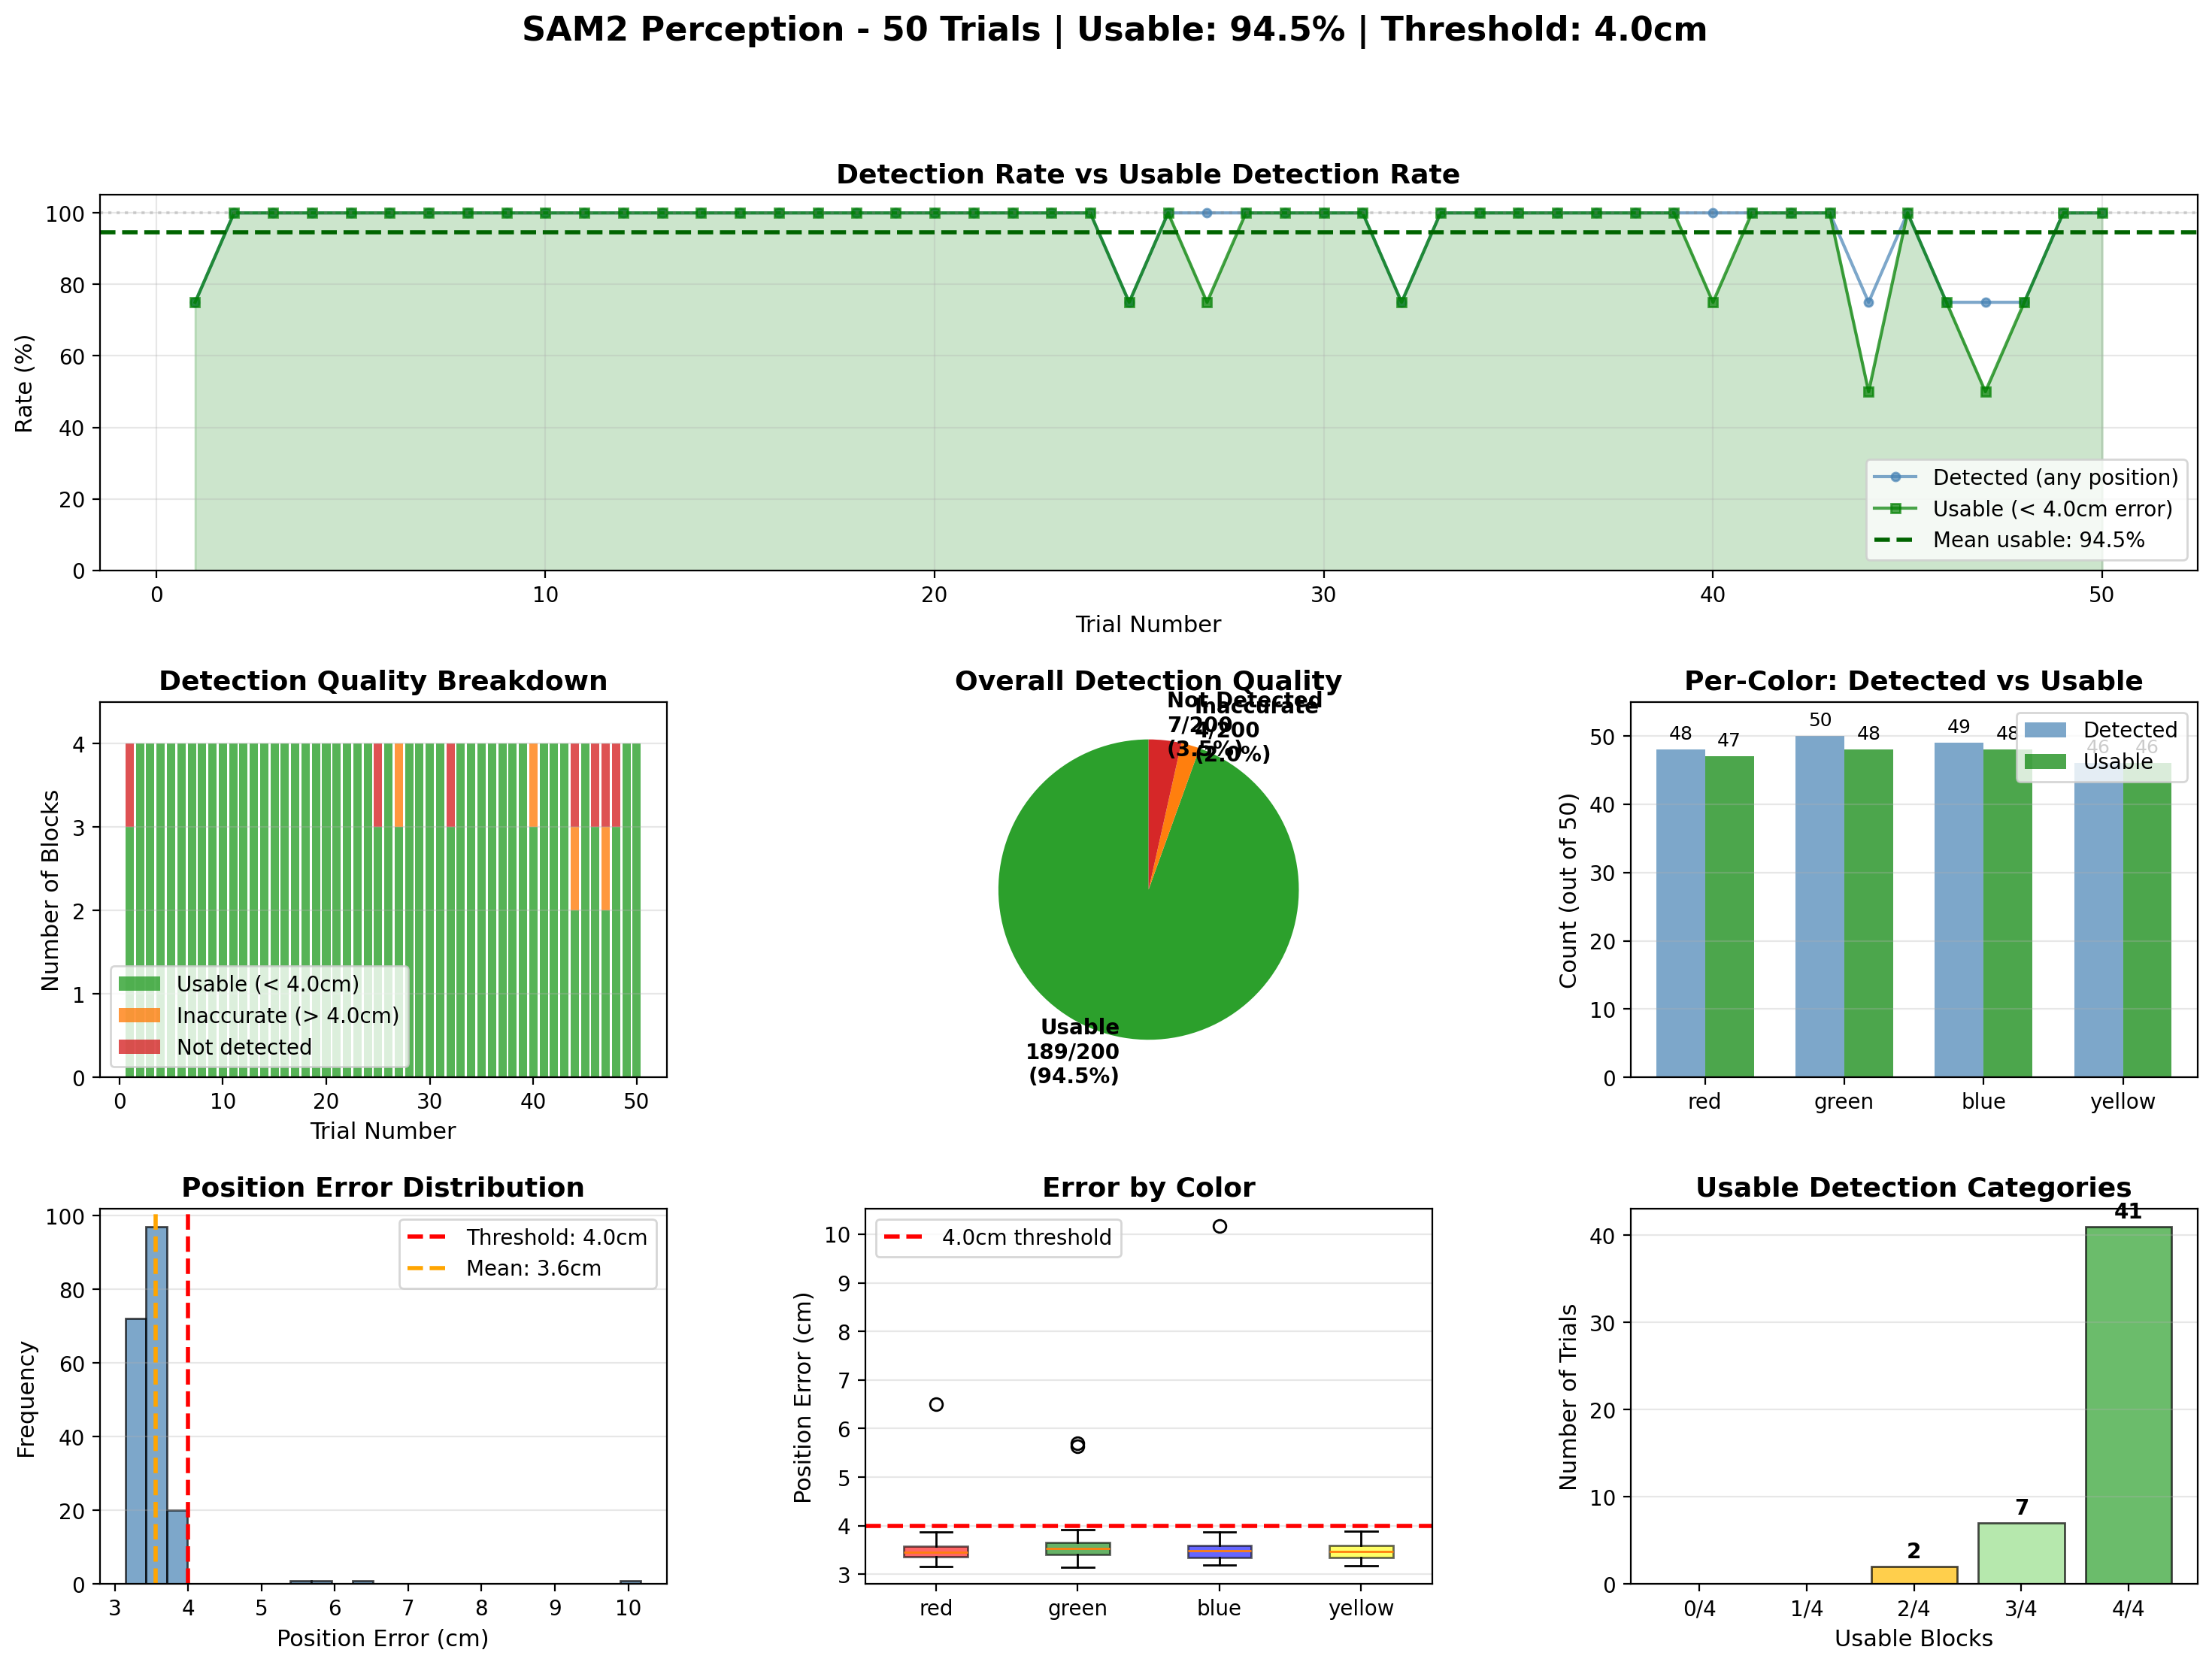 SAM2 Perception - 50 Trials | Usable: 94.5% | Threshold: 4.0cm
Detection Rate vs Usable Detection Rate
Rate (%)
100
80
60
40
20
0
0 10 20 30 40 50
Trial Number
Detected (any position)
Usable (< 4.0cm error)
Mean usable: 94.5%
Detection Quality Breakdown
Number of Blocks
4
3
2
1
0
0 10 20 30 40 50
Trial Number
Usable (< 4.0cm)
Inaccurate (> 4.0cm)
Not detected
Overall Detection Quality
Not Detected
7/200
(3.5%)
Inaccurate
4/200
(2.0%)
Usable
189/200
(94.5%)
Per-Color: Detected vs Usable
Count (out of 50)
50
40
30
20
10
0
48 47 50 48 49 48 46 46
Detected
Usable
red green blue yellow
Position Error Distribution
Frequency
100
80
60
40
20
0
3 4 5 6 7 8 9 10
Position Error (cm)
Threshold: 4.0cm
Mean: 3.6cm
Error by Color
Position Error (cm)
10
9
8
7
6
5
4
3
4.0cm threshold
red green blue yellow
Usable Detection Categories
Number of Trials
40
30
20
10
0
2
7
41
0/4 1/4 2/4 3/4 4/4
Usable Blocks